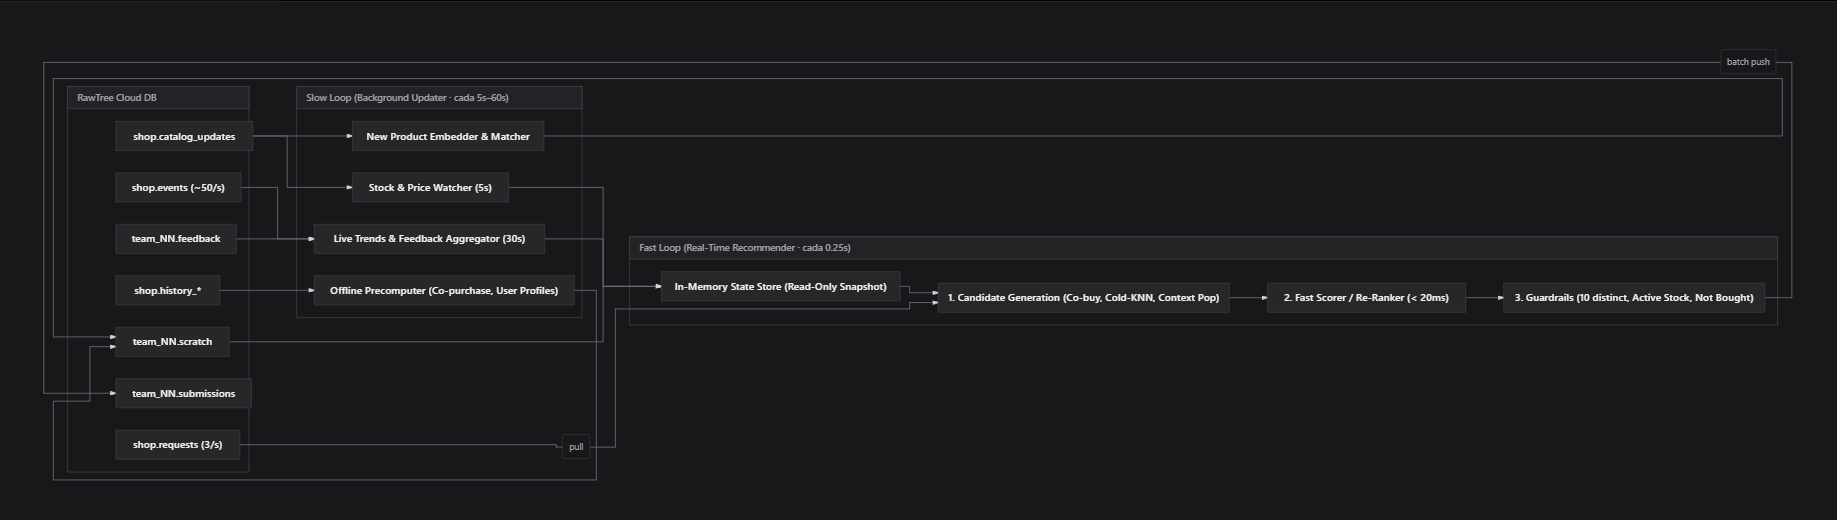 batch push
RawTree Cloud DB
Slow Loop (Background Updater · cada 5s–60s)
shop.catalog_updates
New Product Embedder & Matcher
shop.events (~50/s)
Stock & Price Watcher (5s)
team_NN.feedback
Live Trends & Feedback Aggregator (30s)
Fast Loop (Real-Time Recommender · cada 0.25s)
shop.history_*
Offline Precomputer (Co-purchase, User Profiles)
In-Memory State Store (Read-Only Snapshot)
1. Candidate Generation (Co-buy, Cold-KNN, Context Pop)
2. Fast Scorer / Re-Ranker (< 20ms)
3. Guardrails (10 distinct, Active Stock, Not Bought)
team_NN.scratch
team_NN.submissions
shop.requests (3/s)
pull